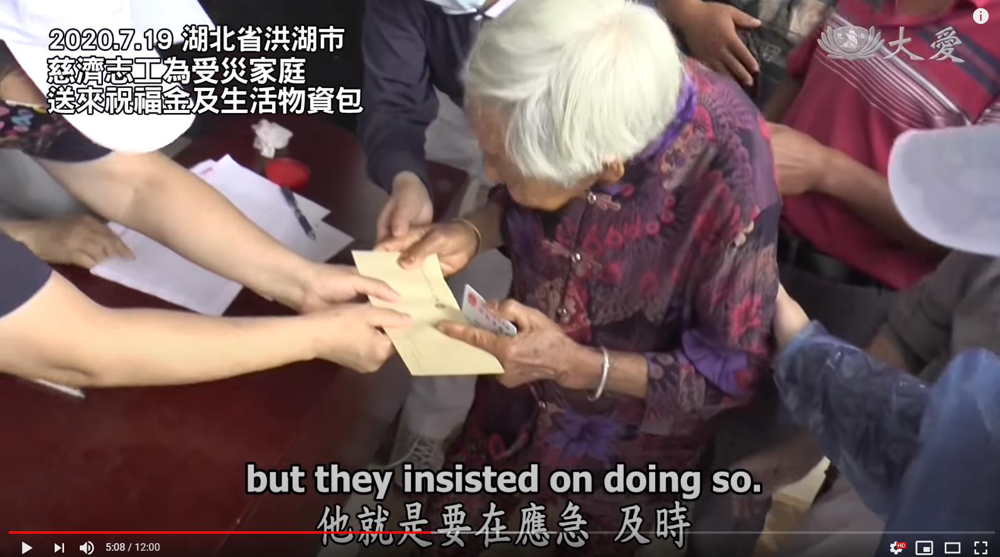 2020.7.19 湖北省洪湖市
慈濟志工為受災家庭
送來祝福金及生活物資包
大愛
but they insisted on doing so.
他就是要在應急 及時
5:08 / 12:00
HD